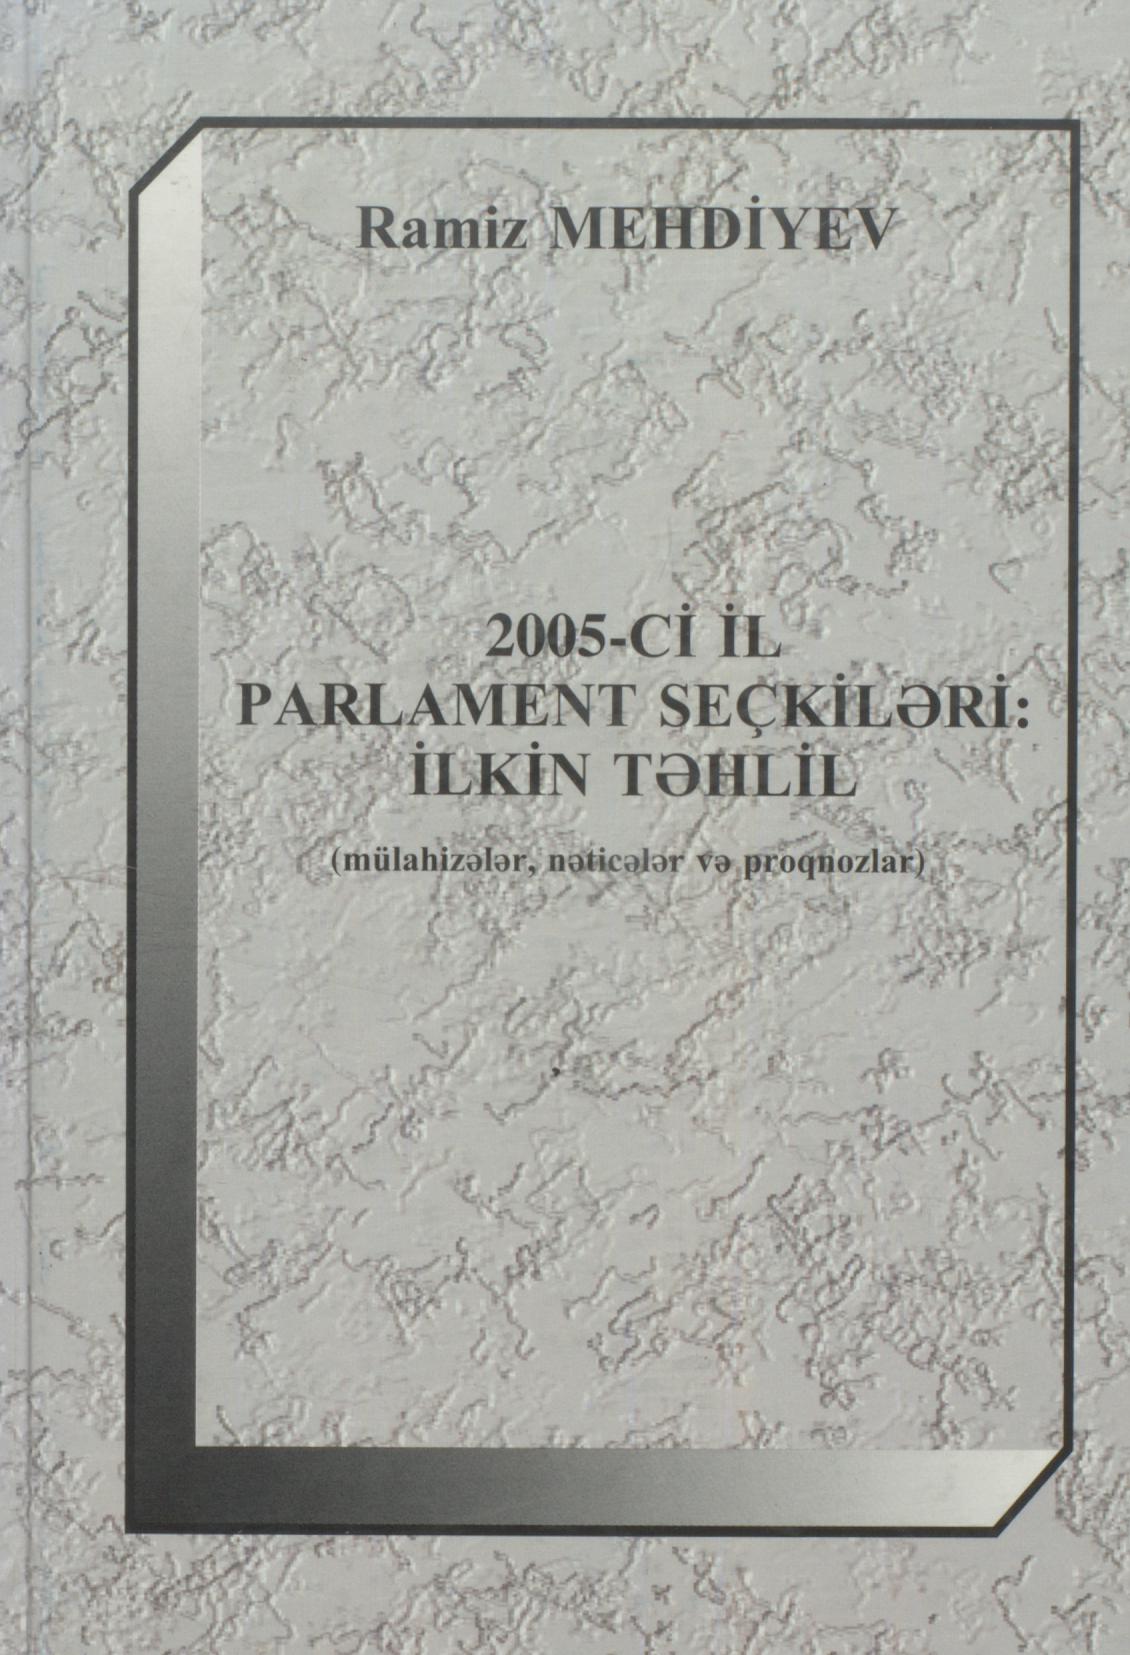 Ramiz MEHDİYEV
2005-Cİ İL
PARLAMENT SEÇKİLƏRİ:
İLKİN TƏHLİL
(mülahizələr, nəticələr və proqnozlar)